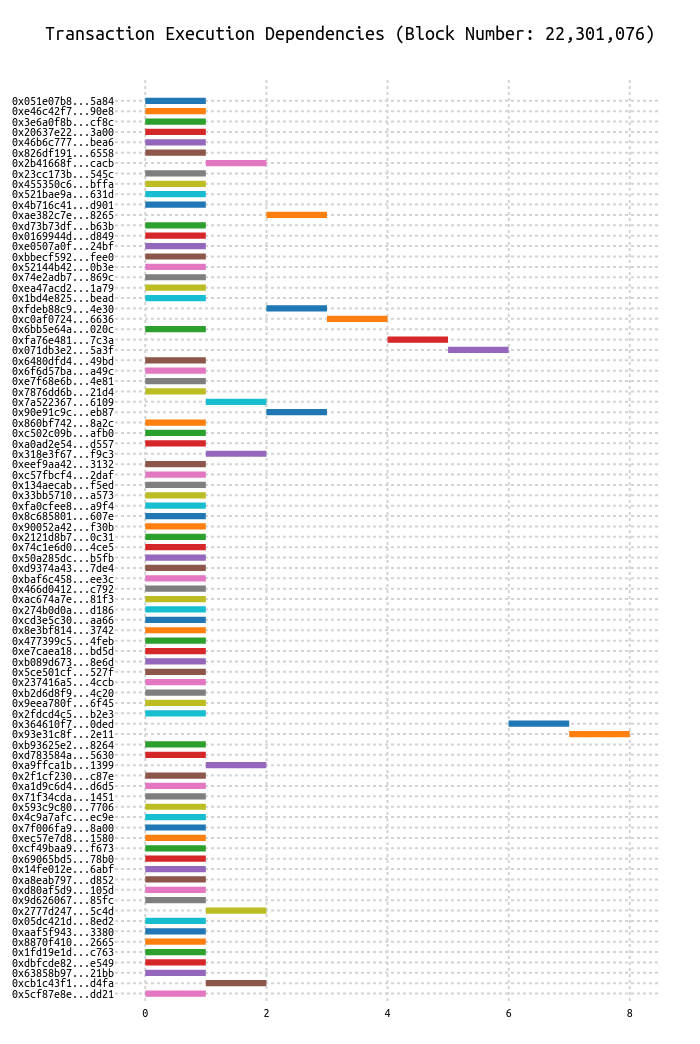 Transaction Execution Dependencies (Block Number: 22,301,076)
0x051e07b8...5a84
0xe46c42f7...90e8
0x3e6a0f8b...cf8c
0x20637e22...3a00
0x46b6c777...bea6
0x826df191...6558
0x2b41668f...cacb
0x23cc173b...545c
0x455350c6...bffa
0x521bae9a...631d
0x4b716c41...d901
0xae382c7e...8265
0xd73b73df...b63b
0x0169944d...d849
0xe0507a0f...24bf
0xbbecf592...fee0
0x52144b42...0b3e
0x74e2adb7...869c
0xea47acd2...1a79
0x1bd4e825...bead
0xfdeb88c9...4e30
0xc0af0724...6636
0x6bb5e64a...020c
0xfa76e481...7c3a
0x071db3e2...5a3f
0x6480dfd4...49bd
0x6f6d57ba...a49c
0xe7f68e6b...4e81
0x7876dd6b...21d4
0x7a522367...6109
0x90e91c9c...eb87
0x860bf742...8a2c
0xc502c09b...afb0
0xa0ad2e54...d557
0x318e3f67...f9c3
0xeef9aa42...3132
0xc57fbcf4...2daf
0x134aecab...f5ed
0x33bb5710...a573
0xfa0cfee8...a9f4
0x8c685801...607e
0x90052a42...f30b
0x2121d8b7...0c31
0x74c1e6d0...4ce5
0x50a285dc...b5fb
0xd9374a43...7de4
0xbaf6c458...ee3c
0x466d0412...c792
0xac674a7e...81f3
0x274b0d0a...d186
0xcd3e5c30...aa66
0x8e3bf814...3742
0x477399c5...4feb
0xe7caea18...bd5d
0xb089d673...8e6d
0x5ce501cf...527f
0x237416a5...4ccb
0xb2d6d8f9...4c20
0x9eea780f...6f45
0x2fdcd4c5...b2e3
0x364610f7...0ded
0x93e31c8f...2e11
0xb93625e2...8264
0xd783584a...5630
0xa9ffca1b...1399
0x2f1cf230...c87e
0xa1d9c6d4...d6d5
0x71f34cda...1451
0x593c9c80...7706
0x4c9a7afc...ec9e
0x7f006fa9...8a00
0xec57e7d8...1580
0xcf49baa9...f673
0x69065bd5...78b0
0x14fe012e...6abf
0xa8eab797...d852
0xd80af5d9...105d
0x9d626067...85fc
0x2777d247...5c4d
0x05dc421d...8ed2
0xaaf5f943...3380
0x8870f410...2665
0x1fd19e1d...c763
0xdbfcde82...e549
0x63858b97...21bb
0xcb1c43f1...d4fa
0x5cf87e8e...dd21
0 2 4 6 8